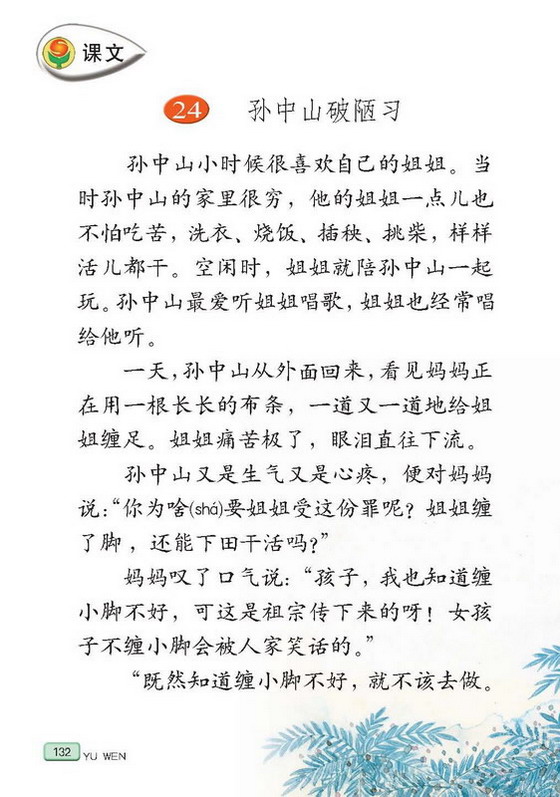 课文
24 孙中山破陋习
孙中山小时候很喜欢自己的姐姐。当
时孙中山的家里很穷，他的姐姐一点儿也
不怕吃苦，洗衣、烧饭、插秧、挑柴，样样
活儿都干。空闲时，姐姐就陪孙中山一起
玩。孙中山最爱听姐姐唱歌，姐姐也经常唱
给他听。
一天，孙中山从外面回来，看见妈妈正
在用一根长长的布条，一道又一道地给姐
姐缠足。姐姐痛苦极了，眼泪直往下流。
孙中山又是生气又是心疼，便对妈妈
说：“你为啥(shá)要姐姐受这份罪呢？姐姐缠
了脚，还能下田干活吗？”
妈妈叹了口气说：“孩子，我也知道缠
小脚不好，可这是祖宗传下来的呀！女孩
子不缠小脚会被人家笑话的。”
“既然知道缠小脚不好，就不该去做。
132 YU WEN